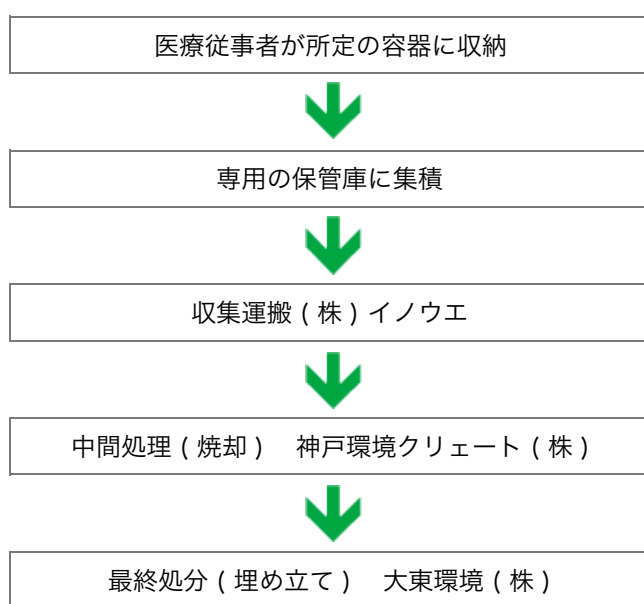 医療従事者が所定の容器に収納
専用の保管庫に集積
収集運搬(株)イノウエ
中間処理(焼却) 神戸環境クリェート(株)
最終処分(埋め立て) 大東環境(株)